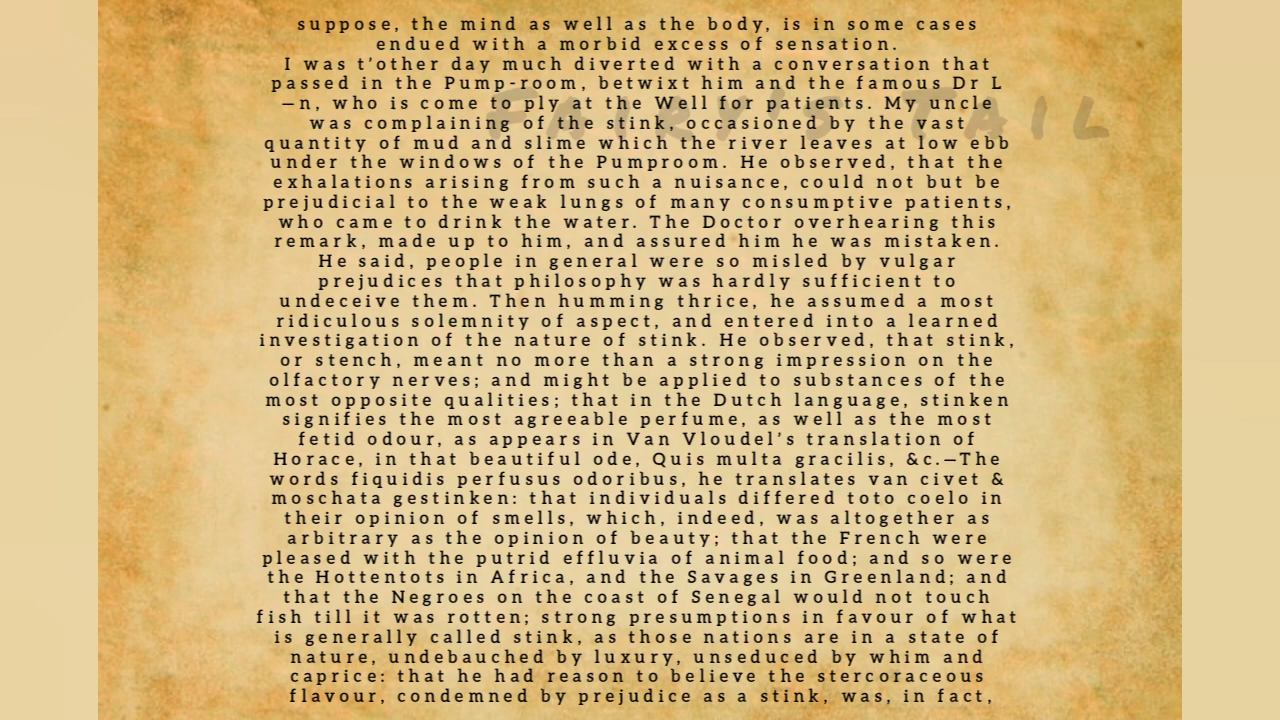 suppose, the mind as well as the body, is in some cases
endued with a morbid excess of sensation.
I was t'other day much diverted with a conversation that
passed in the Pump-room, betwixt him and the famous Dr L
—n, who is come to ply at the Well for patients. My uncle
was complaining of the stink, occasioned by the vast
quantity of mud and slime which the river leaves at low ebb
under the windows of the Pumproom. He observed, that the
exhalations arising from such a nuisance, could not but be
prejudicial to the weak lungs of many consumptive patients,
who came to drink the water. The Doctor overhearing this
remark, made up to him, and assured him he was mistaken.
He said, people in general were so misled by vulgar
prejudices that philosophy was hardly sufficient to
undeceive them. Then humming thrice, he assumed a most
ridiculous solemnity of aspect, and entered into a learned
investigation of the nature of stink. He observed, that stink,
or stench, meant no more than a strong impression on the
olfactory nerves; and might be applied to substances of the
most opposite qualities; that in the Dutch language, stinken
signifies the most agreeable perfume, as well as the most
fetid odour, as appears in Van Vloudel's translation of
Horace, in that beautiful ode, Quis multa gracilis, &c.—The
words fiquidis perfusus odoribus, he translates van civet &
moschata gestinken: that individuals differed toto coelo in
their opinion of smells, which, indeed, was altogether as
arbitrary as the opinion of beauty; that the French were
pleased with the putrid effluvia of animal food; and so were
the Hottentots in Africa, and the Savages in Greenland; and
that the Negroes on the coast of Senegal would not touch
fish till it was rotten; strong presumptions in favour of what
is generally called stink, as those nations are in a state of
nature, undebauched by luxury, unseduced by whim and
caprice: that he had reason to believe the stercoraceous
flavour, condemned by prejudice as a stink, was, in fact,
Fairy's Tail